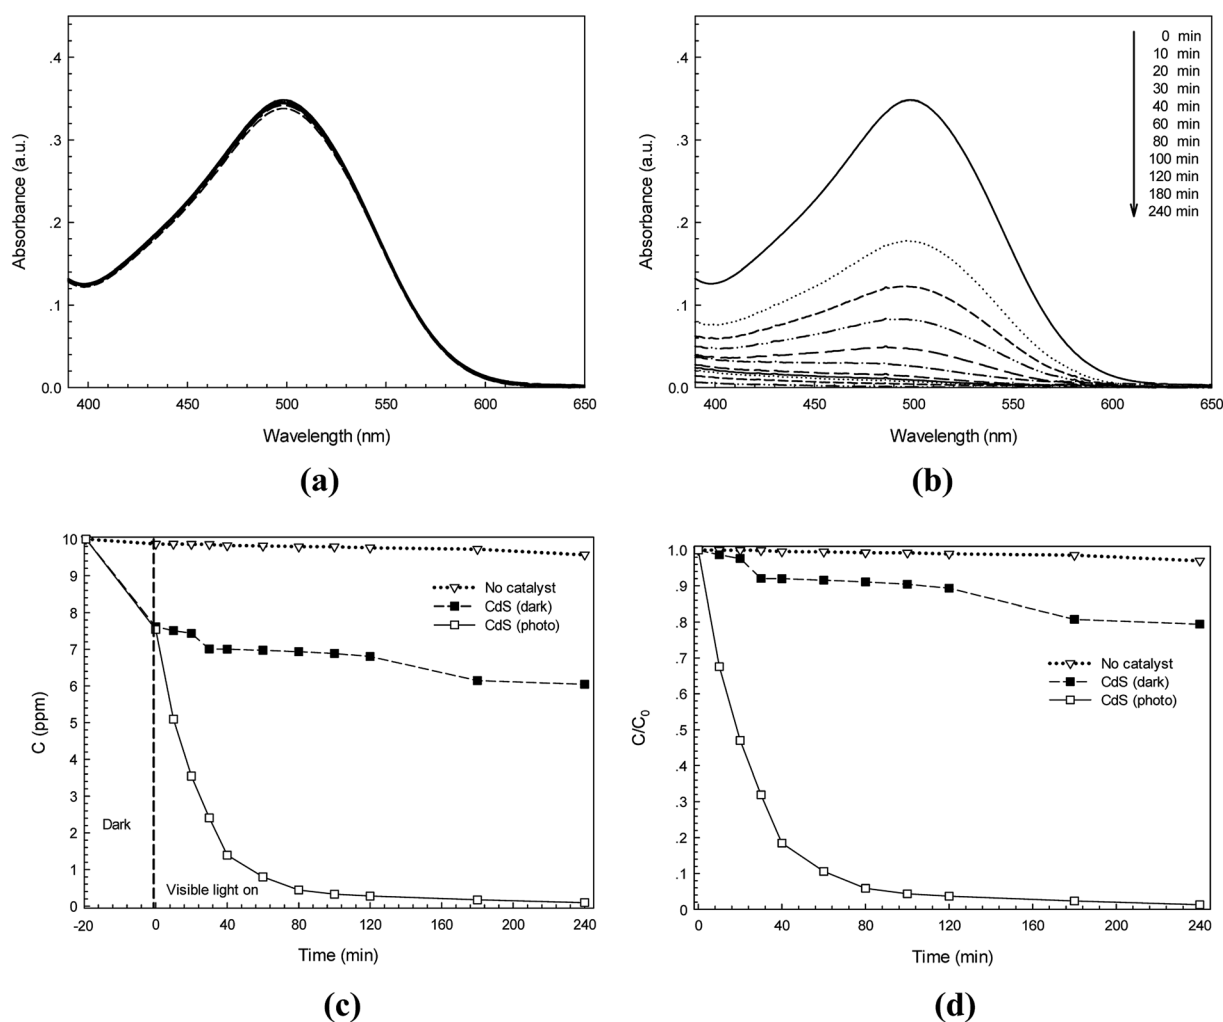 .4
.3
.2
.1
0.0
Absorbance (a.u.)
400 450 500 550 600 650
Wavelength (nm)
(a)
.4
.3
.2
.1
0.0
Absorbance (a.u.)
0 min
10 min
20 min
30 min
40 min
60 min
80 min
100 min
120 min
180 min
240 min
400 450 500 550 600 650
Wavelength (nm)
(b)
10
9
8
7
6
5
4
3
2
1
0
C (ppm)
No catalyst
CdS (dark)
CdS (photo)
Dark
Visible light on
-20 0 40 80 120 160 200 240
Time (min)
(c)
1.0
.9
.8
.7
.6
.5
.4
.3
.2
.1
0
C/C0
No catalyst
CdS (dark)
CdS (photo)
0 40 80 120 160 200 240
Time (min)
(d)